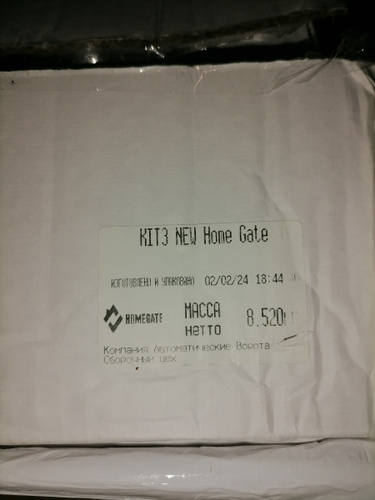 KIT3 NEW Home Gate
ИЗГОТОВЛЕНО И УПАКОВАНО 02/02/24 18:44
HOMEGATE МАССА нетто 8.520
Компания Автоматические Ворота
Сборочный цех